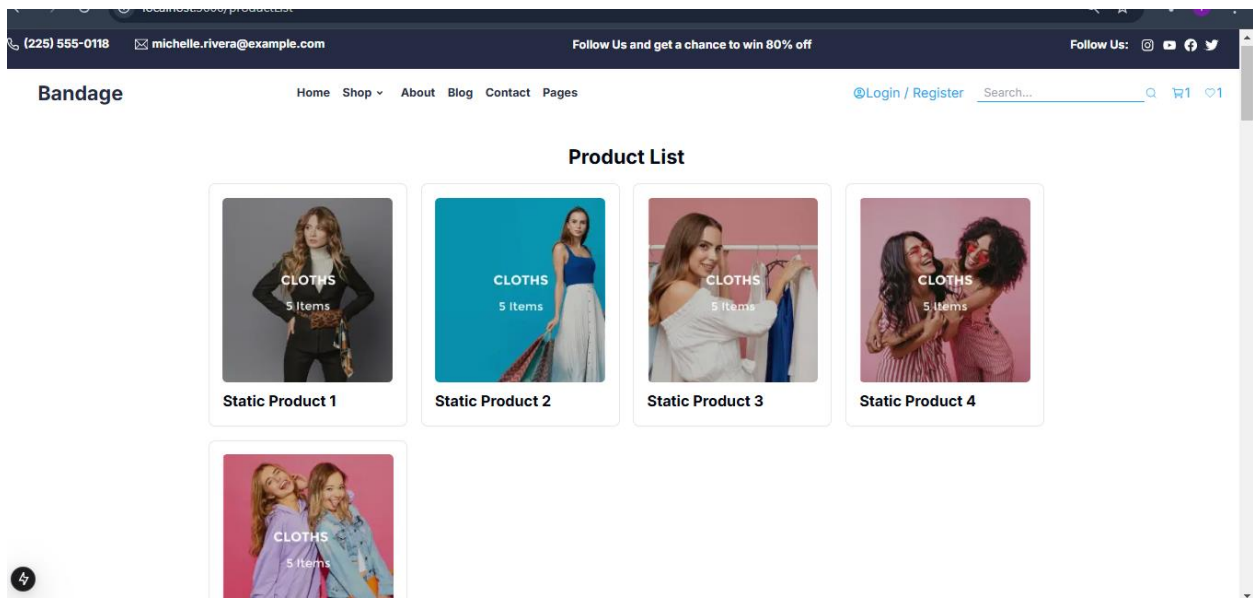 (225) 555-0118 michelle.rivera@example.com Follow Us and get a chance to win 80% off Follow Us:
Bandage Home Shop About Blog Contact Pages Login / Register Search... 1 1
Product List
CLOTHS CLOTHS CLOTHS CLOTHS
5 Items 5 Items 5 Items 5 Items
Static Product 1 Static Product 2 Static Product 3 Static Product 4
CLOTHS
5 Items